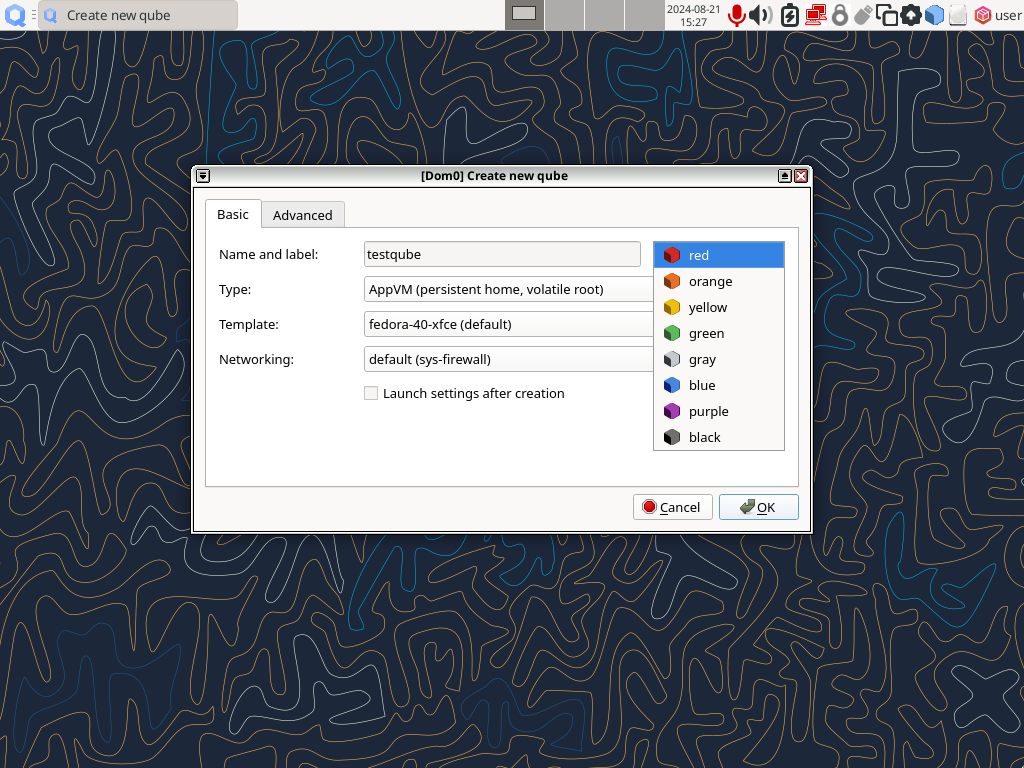 Create new qube
2024-08-21
15:27
user
[Dom0] Create new qube
Basic
Advanced
Name and label:
testqube
red
orange
Type:
AppVM (persistent home, volatile root)
yellow
Template:
fedora-40-xfce (default)
green
Networking:
default (sys-firewall)
gray
blue
Launch settings after creation
purple
black
Cancel
OK